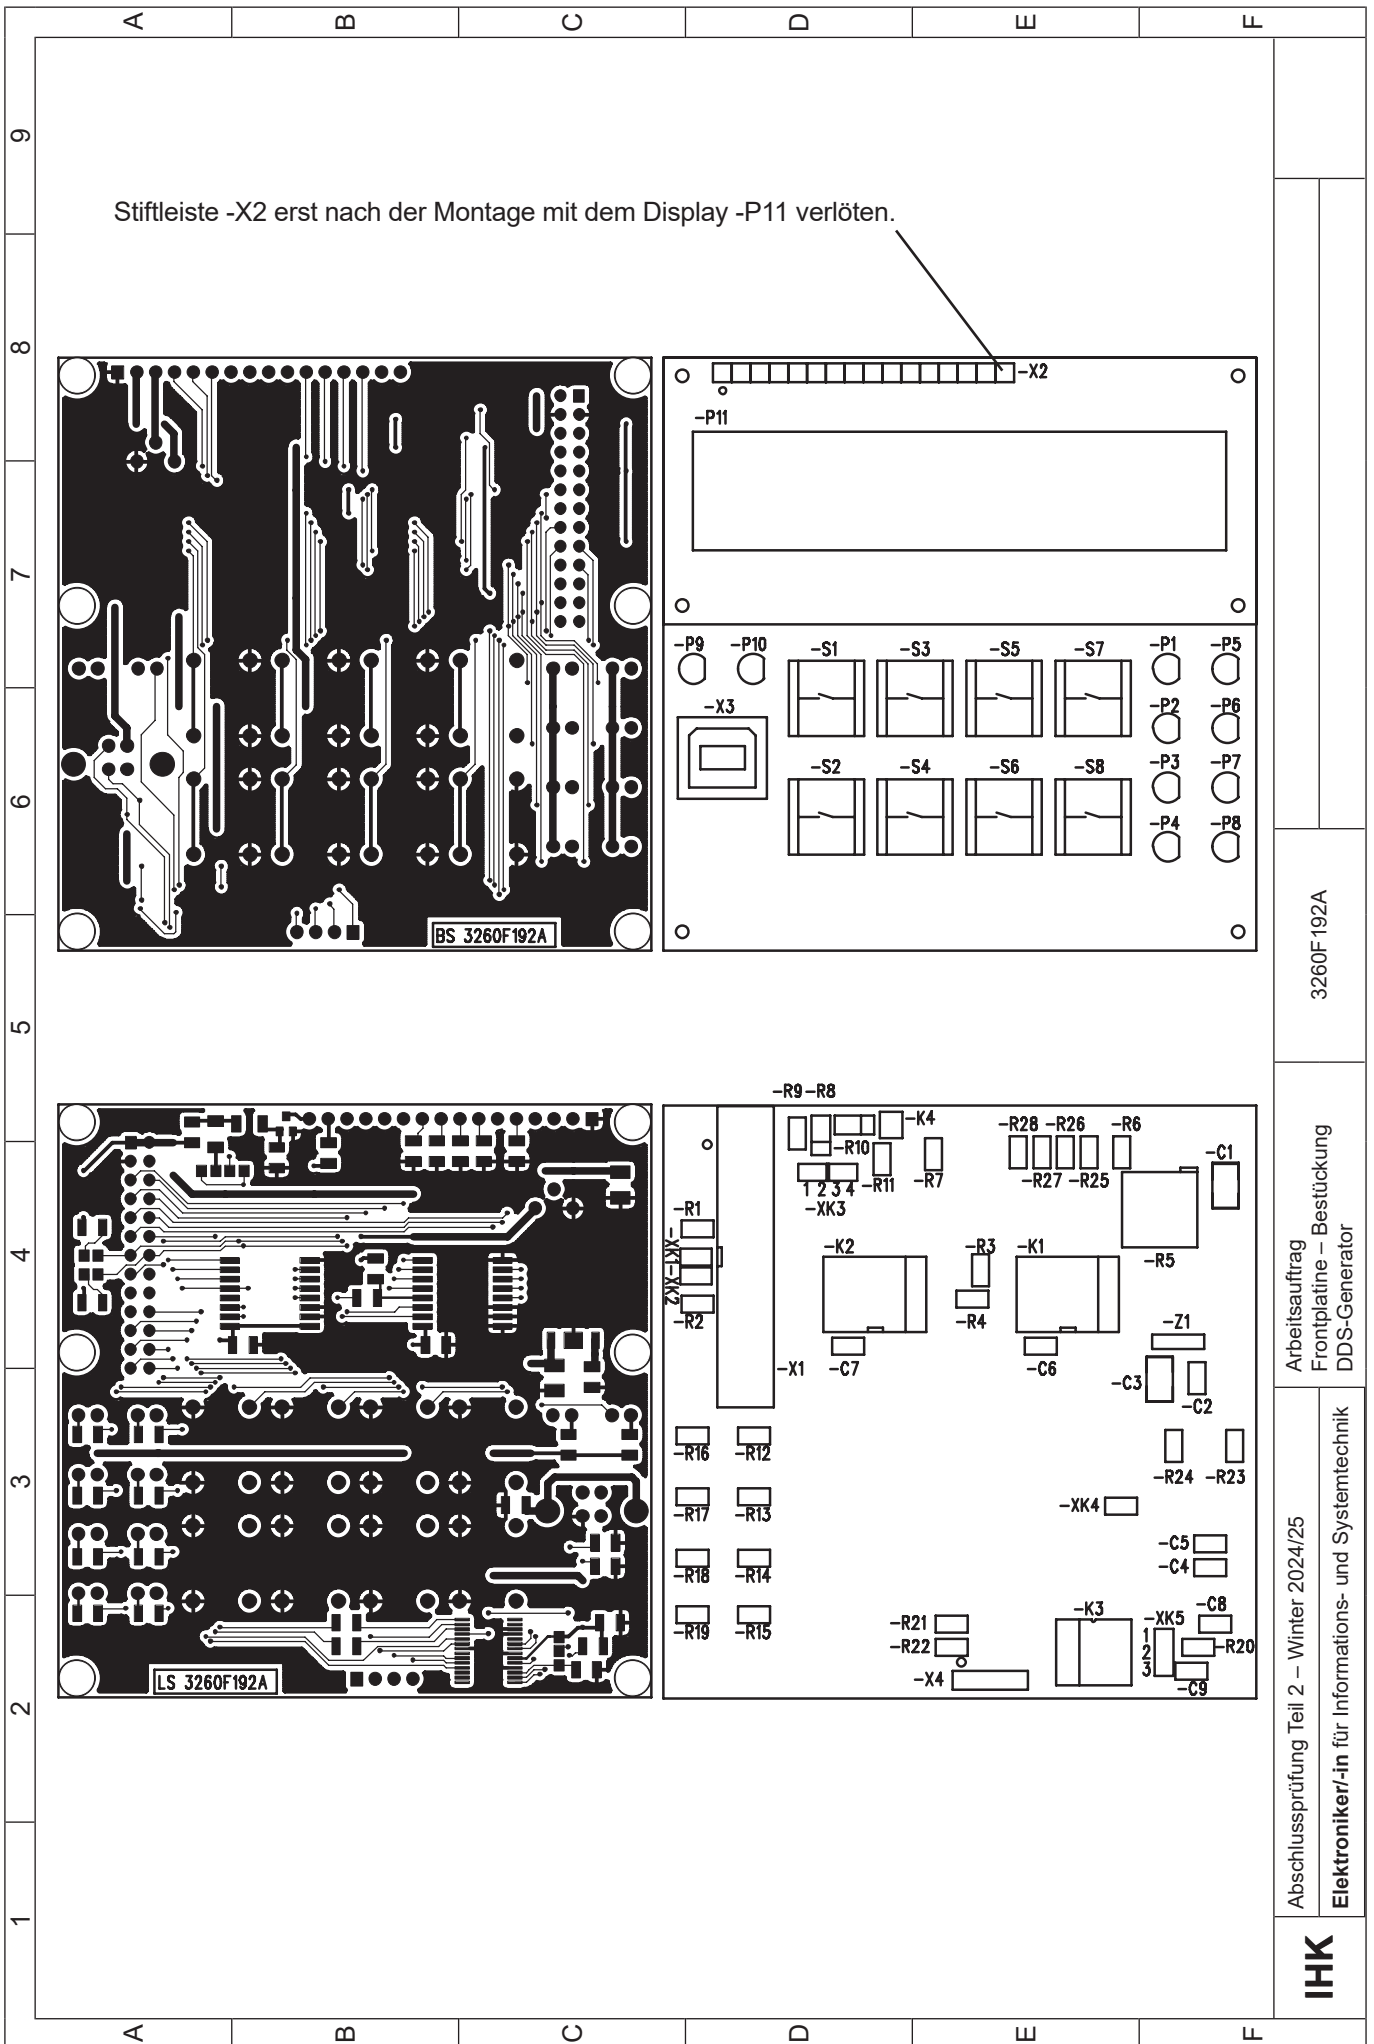 A B C D E F
9
Stiftleiste -X2 erst nach der Montage mit dem Display -P11 verlöten.
8
-X2
-P11
7
-P9 -P10 -S1 -S3 -S5 -S7 -P1 -P5
-X3 -P2 -P6
-S2 -S4 -S6 -S8 -P3 -P7
6
-P4 -P8
BS 3260F192A
5
-R9 -R8
-K4 -R28 -R26 -R6
-R10 -C1
-R11 -R7 -R27 -R25
1 2 3 4
-XK3
-R1
-XK1 -XK2
4
-K2 -R3 -K1 -R5
-R2 -R4 -Z1
-X1 -C7 -C6 -C3
-C2
-R16 -R12 -R24 -R23
3
-R17 -R13 -XK4
-C5
-C4
-R18 -R14
-K3 -XK5 -C8
-R19 -R15 -R21 1
-R22 2 -R20
-X4 3 -C9
LS 3260F192A
2
1
A B C D E F
IHK
Abschlussprüfung Teil 2 – Winter 2024/25
Elektroniker/-in für Informations- und Systemtechnik
Arbeitsauftrag
Frontplatine – Bestückung
DDS-Generator
3260F192A